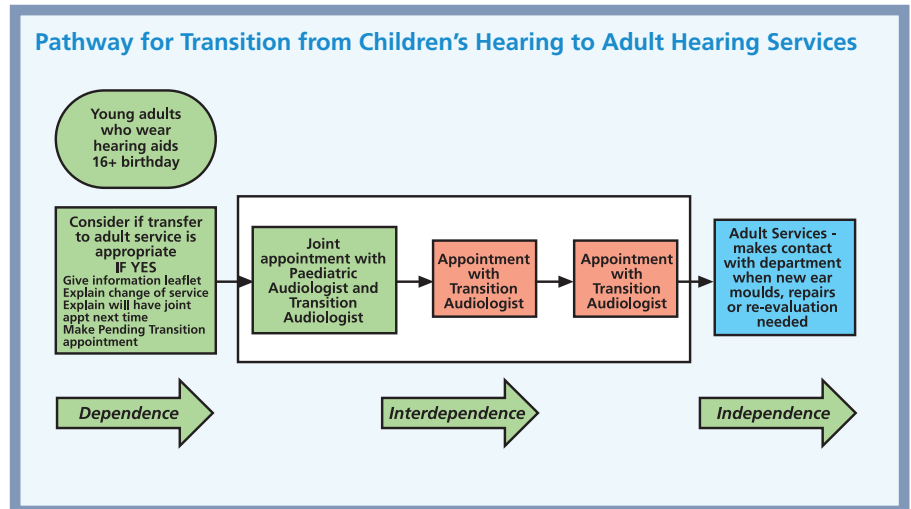 Pathway for Transition from Children's Hearing to Adult Hearing Services
Young adults
who wear
hearing aids
16+ birthday
Consider if transfer
to adult service is
appropriate
IF YES
Give information leaflet
Explain change of service
Explain will have joint
appt next time
Make Pending Transition
appointment
Joint
appointment with
Paediatric
Audiologist and
Transition
Audiologist
Appointment
with
Transition
Audiologist
Appointment
with
Transition
Audiologist
Adult Services -
makes contact
with department
when new ear
moulds, repairs
or re-evaluation
needed
Dependence
Interdependence
Independence